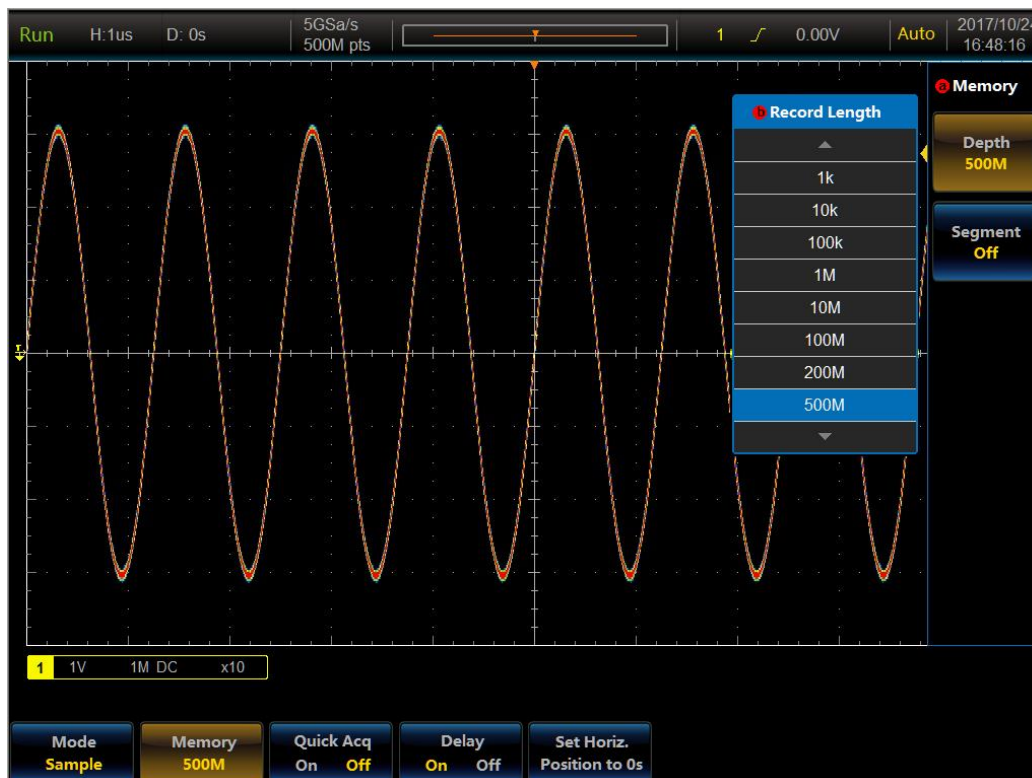 Run H:1us D: 0s 5GSa/s 1 0.00V Auto 2017/10/24
500M pts 16:48:16
a Memory
b Record Length
Depth
500M
1k
10k
100k
1M
10M
100M
200M
500M
Segment
Off
1 1V 1M DC x10
Mode
Sample
Memory
500M
Quick Acq
On Off
Delay
On Off
Set Horiz.
Position to 0s